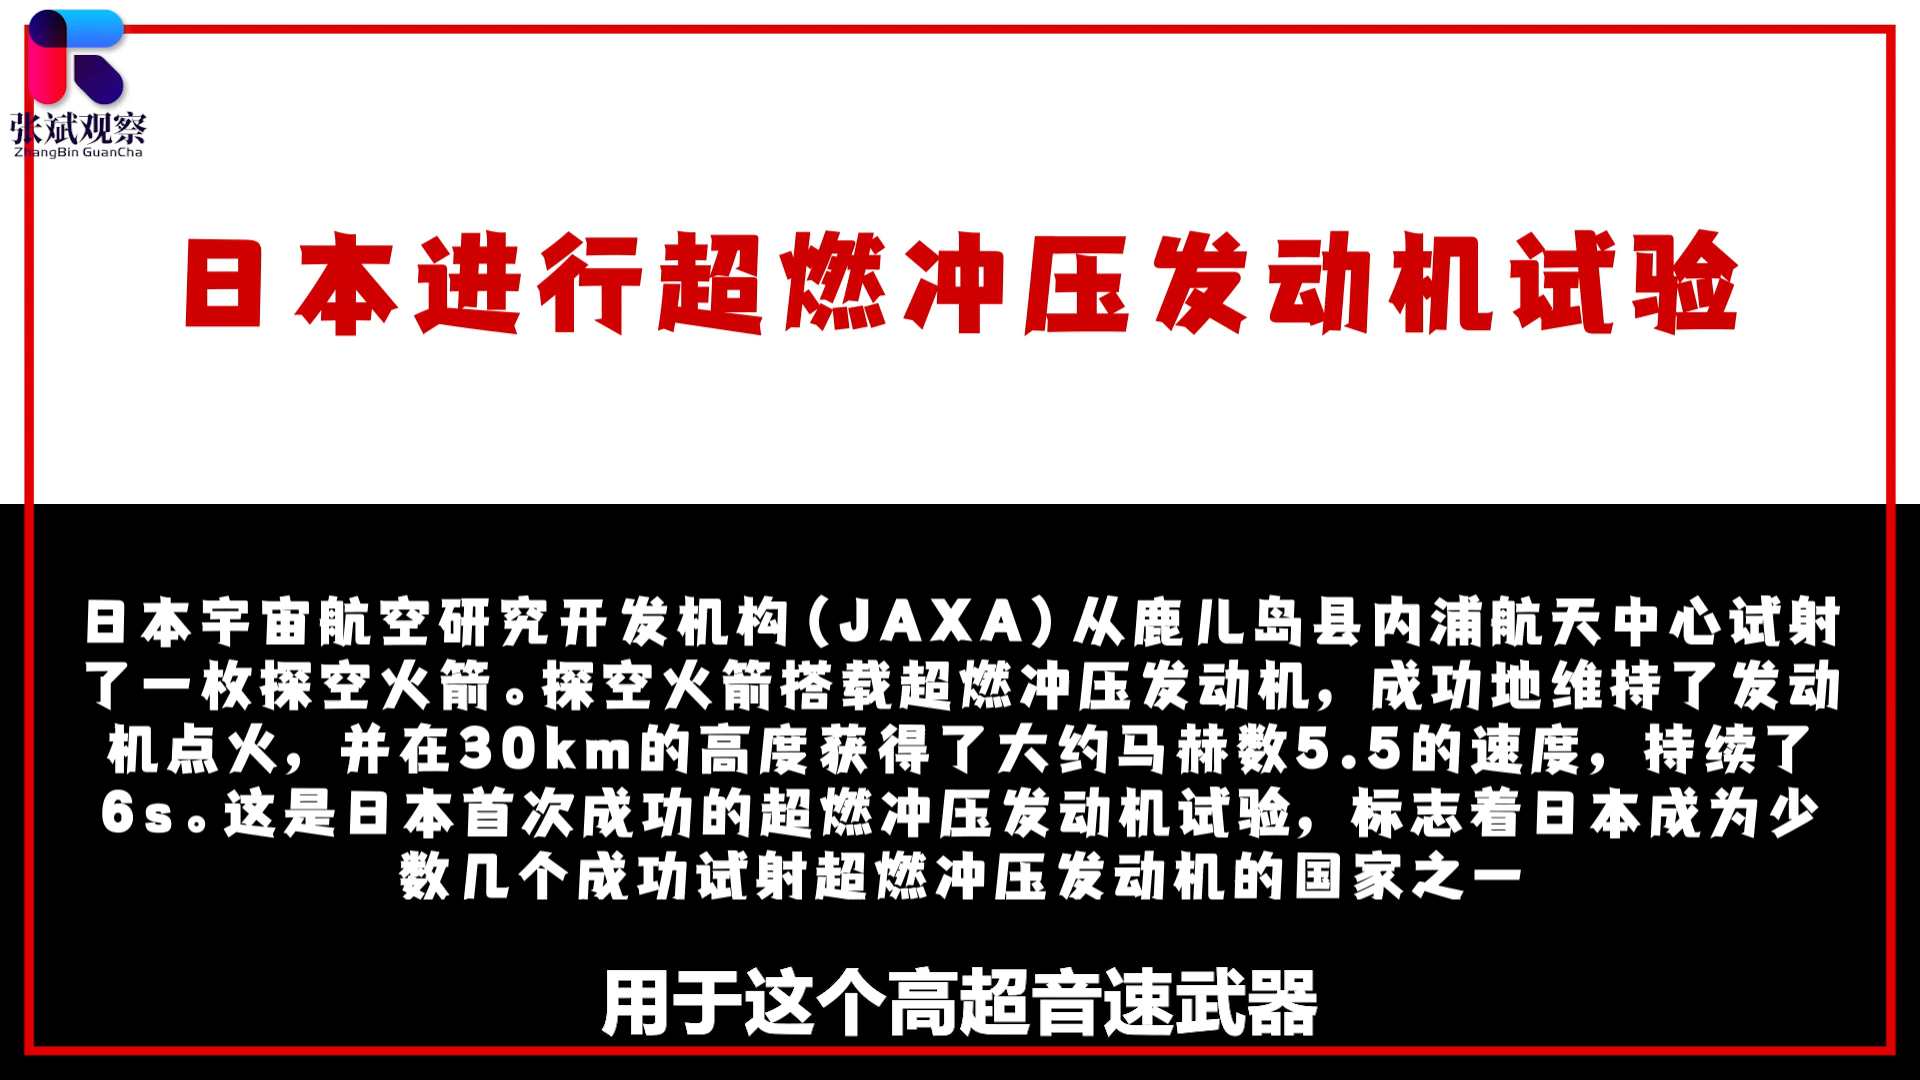 张斌观察
ZhangBin GuanCha
日本进行超燃冲压发动机试验
日本宇宙航空研究开发机构(JAXA)从鹿儿岛县内浦航天中心试射
了一枚探空火箭。探空火箭搭载超燃冲压发动机，成功地维持了发动
机点火，并在30km的高度获得了大约马赫数5.5的速度，持续了
6s。这是日本首次成功的超燃冲压发动机试验，标志着日本成为少
数几个成功试射超燃冲压发动机的国家之一
用于这个高超音速武器